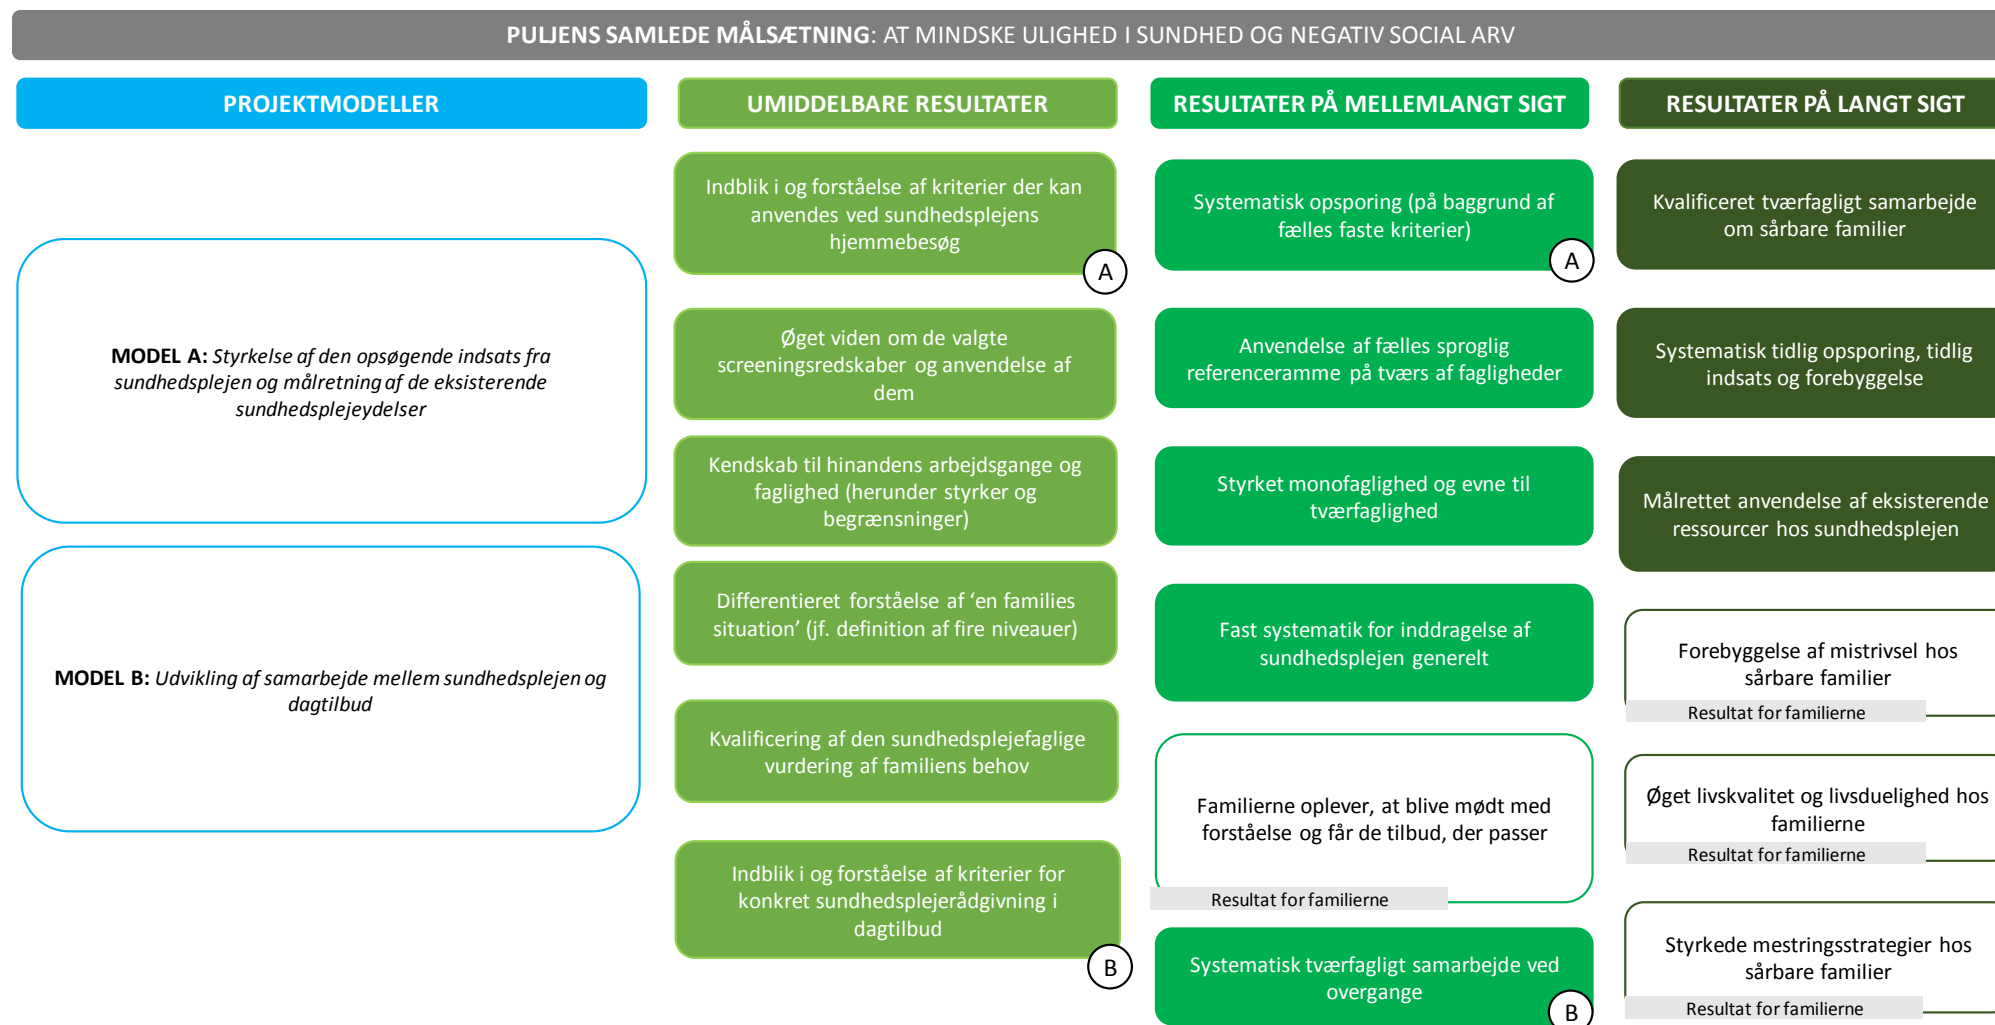 PULJENS SAMLEDE MÅLSÆTNING: AT MINDSKE ULIGHED I SUNDHED OG NEGATIV SOCIAL ARV
PROJEKTMODELLER
MODEL A: Styrkelse af den opsøgende indsats fra
sundhedsplejen og målretning af de eksisterende
sundhedsplejeydelser
MODEL B: Udvikling af samarbejde mellem sundhedsplejen og
dagtilbud
UMIDDELBARE RESULTATER
Indblik i og forståelse af kriterier der kan
anvendes ved sundhedsplejens
hjemmebesøg
A
Øget viden om de valgte
screeningsredskaber og anvendelse af
dem
Kendskab til hinandens arbejdsgange og
faglighed (herunder styrker og
begrænsninger)
Differentieret forståelse af ‘en families
situation’ (jf. definition af fire niveauer)
Kvalificering af den sundhedsplejefaglige
vurdering af familiens behov
Indblik i og forståelse af kriterier for
konkret sundhedsplejerådgivning i
dagtilbud
B
RESULTATER PÅ MELLEMLANGT SIGT
Systematisk opsporing (på baggrund af
fælles faste kriterier)
A
Anvendelse af fælles sproglig
referenceramme på tværs af fagligheder
Styrket monofaglighed og evne til
tværfaglighed
Fast systematik for inddragelse af
sundhedsplejen generelt
Familierne oplever, at blive mødt med
forståelse og får de tilbud, der passer
Resultat for familierne
Systematisk tværfagligt samarbejde ved
overgange
B
RESULTATER PÅ LANGT SIGT
Kvalificeret tværfagligt samarbejde
om sårbare familier
Systematisk tidlig opsporing, tidlig
indsats og forebyggelse
Målrettet anvendelse af eksisterende
ressourcer hos sundhedsplejen
Forebyggelse af mistrivsel hos
sårbare familier
Resultat for familierne
Øget livskvalitet og livsduelighed hos
familierne
Resultat for familierne
Styrkede mestringsstrategier hos
sårbare familier
Resultat for familierne